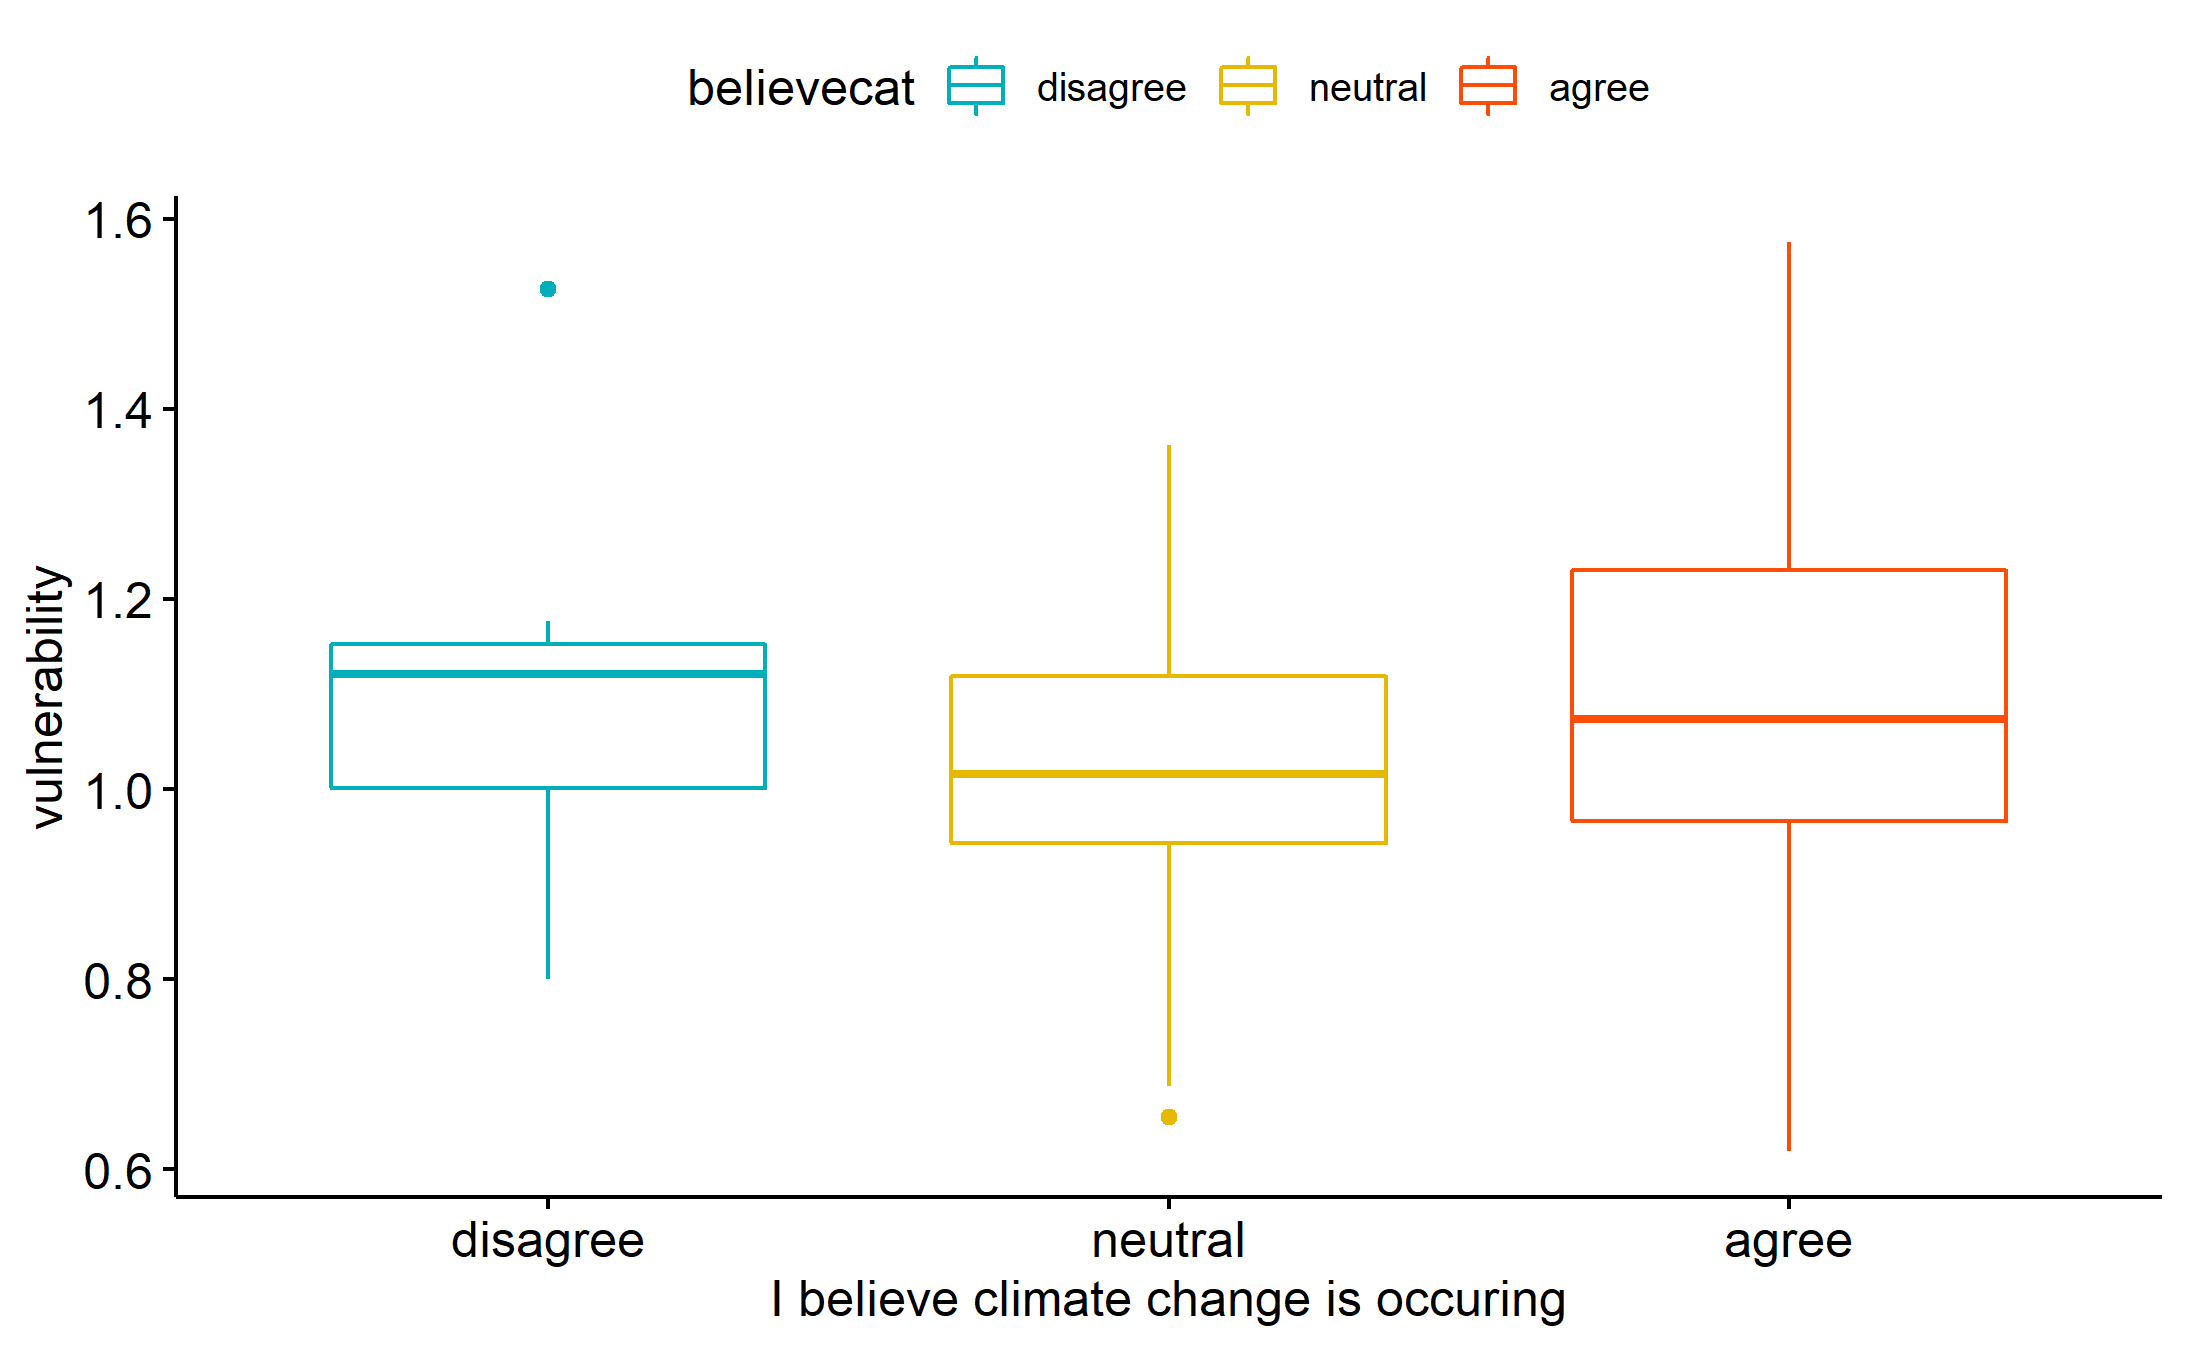 believecat disagree neutral agree
1.6
1.4
1.2
1.0
0.8
0.6
vulnerability
disagree neutral agree
I believe climate change is occuring